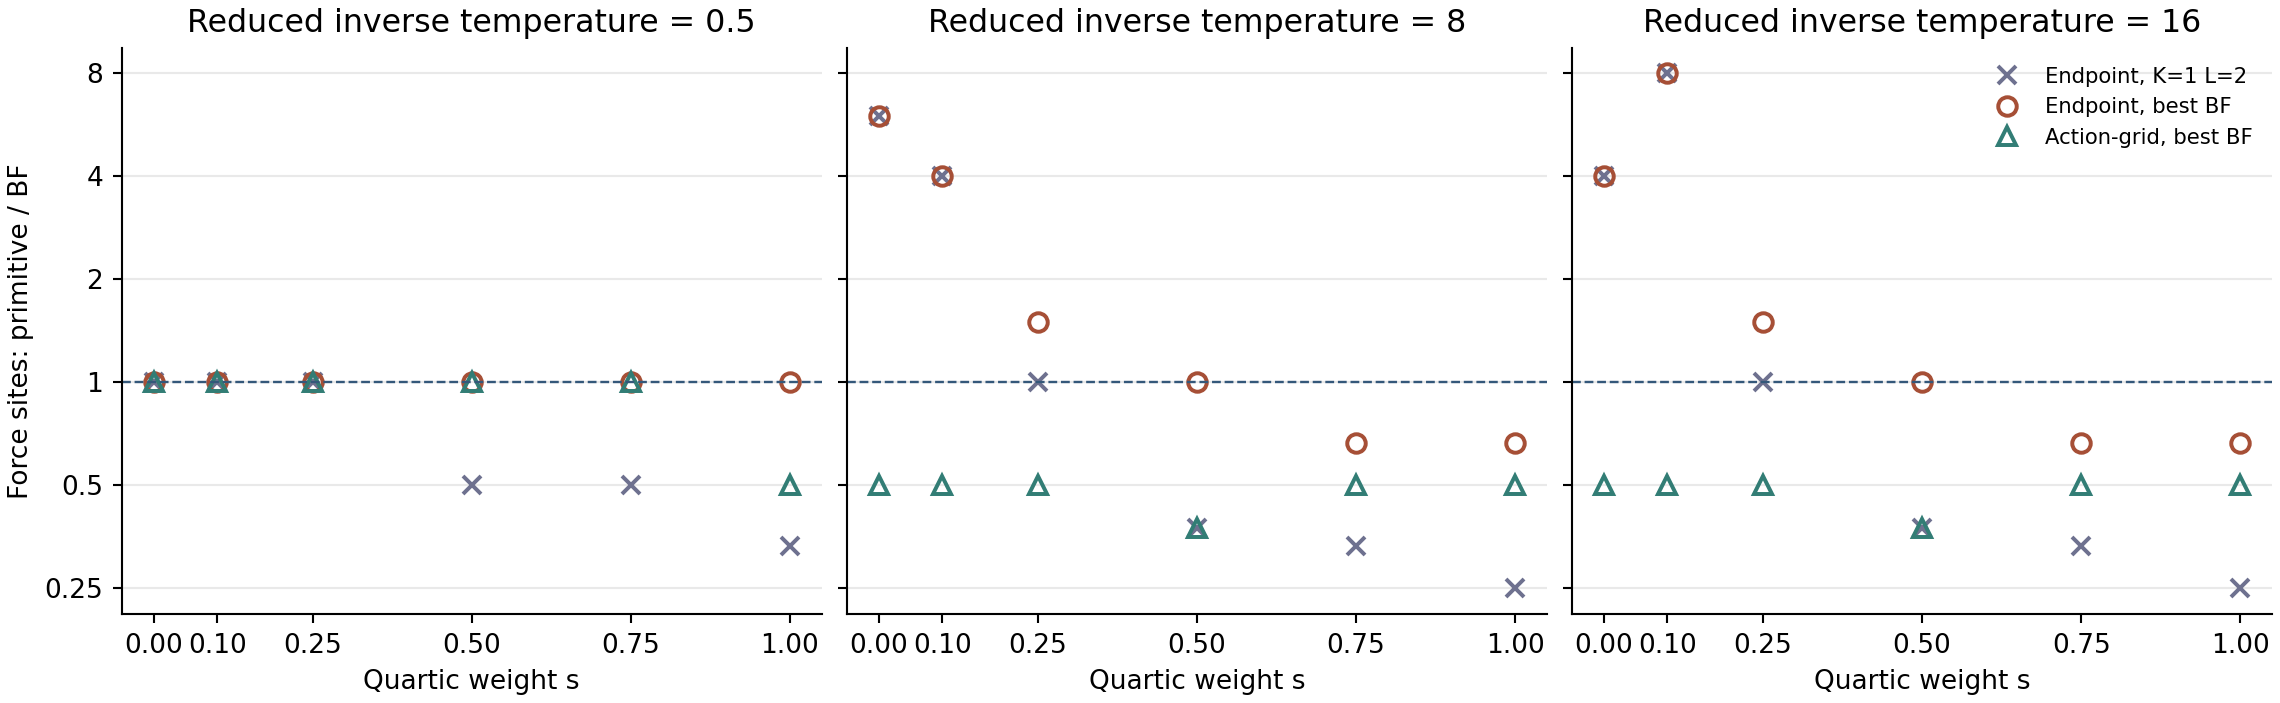 Reduced inverse temperature = 0.5
Reduced inverse temperature = 8
Reduced inverse temperature = 16
Force sites: primitive / BF
8
4
2
1
0.5
0.25
Endpoint, K=1 L=2
Endpoint, best BF
Action-grid, best BF
0.00 0.10 0.25 0.50 0.75 1.00
0.00 0.10 0.25 0.50 0.75 1.00
0.00 0.10 0.25 0.50 0.75 1.00
Quartic weight s
Quartic weight s
Quartic weight s